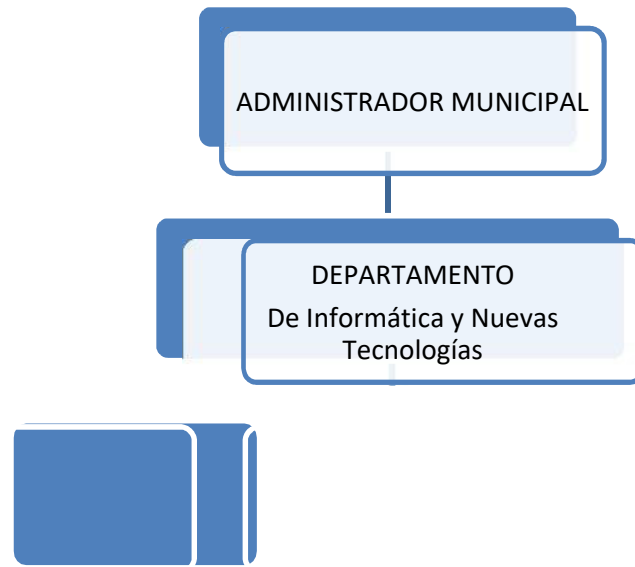 ADMINISTRADOR MUNICIPAL
DEPARTAMENTO
De Informática y Nuevas
Tecnologías